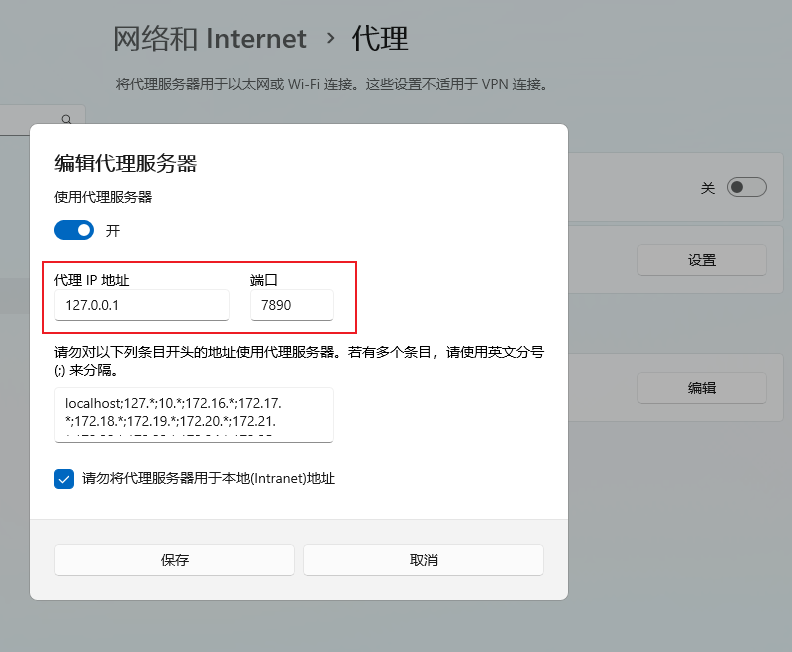 网络和 Internet › 代理
将代理服务器用于以太网或 Wi-Fi 连接。这些设置不适用于 VPN 连接。
编辑代理服务器
使用代理服务器
开
关
设置
代理 IP 地址 端口
127.0.0.1 7890
请勿对以下列条目开头的地址使用代理服务器。若有多个条目，请使用英文分号
(;) 来分隔。
编辑
localhost;127.*;10.*;172.16.*;172.17.
*;172.18.*;172.19.*;172.20.*;172.21.
请勿将代理服务器用于本地(Intranet)地址
保存 取消